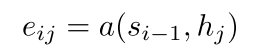 e_{ij} = a(s_{i-1}, h_j)